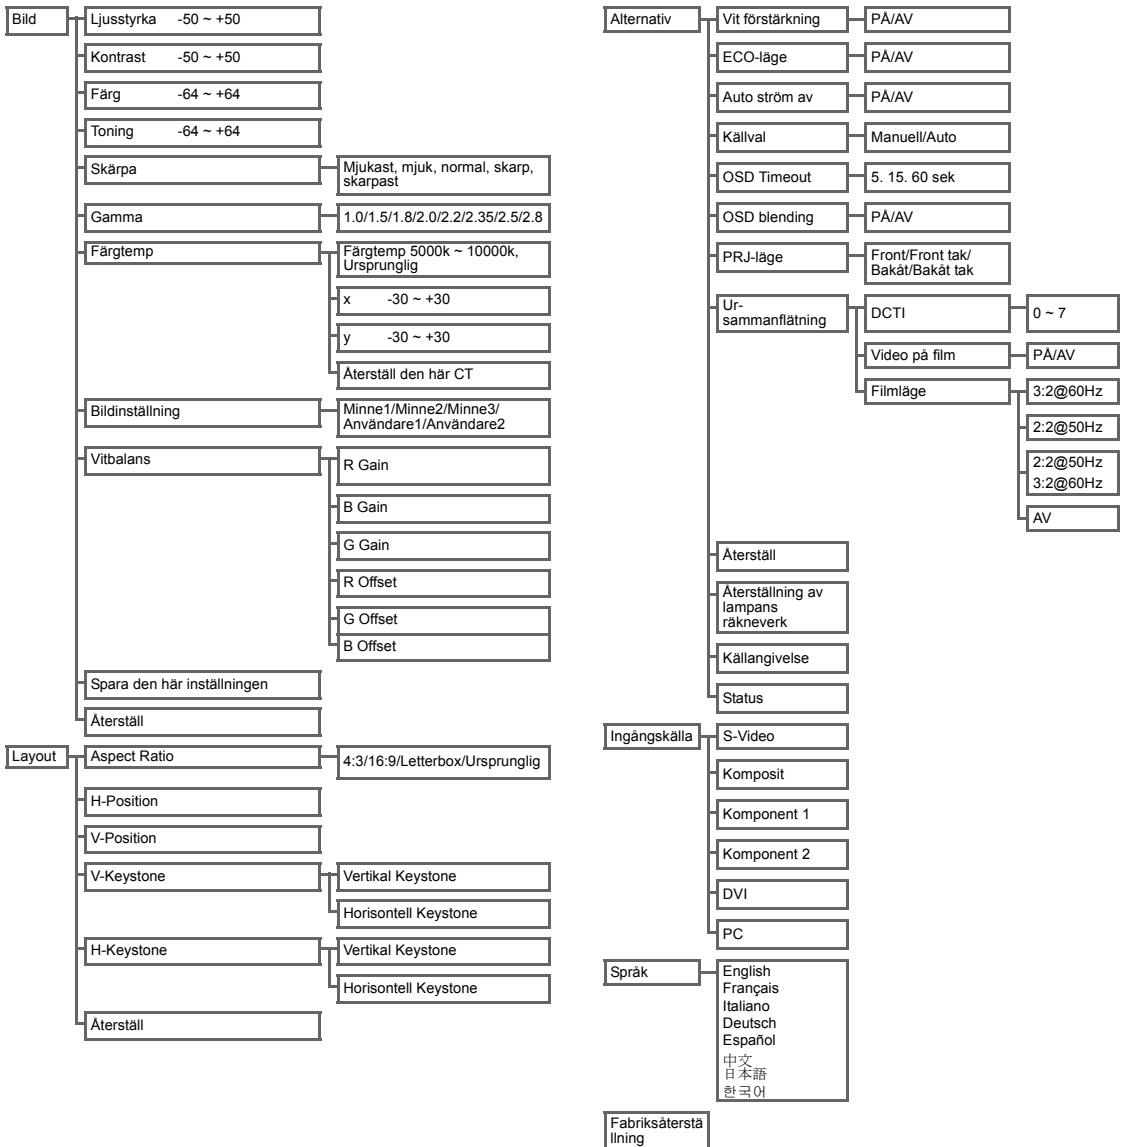 Bild
Ljusstyrka -50 ~ +50
Kontrast -50 ~ +50
Färg -64 ~ +64
Toning -64 ~ +64
Skärpa
Mjukast, mjuk, normal, skarp,
skarpast
Gamma
1.0/1.5/1.8/2.0/2.2/2.35/2.5/2.8
Färgtemp
Färgtemp 5000k ~ 10000k,
Ursprunglig
x -30 ~ +30
y -30 ~ +30
Återställ den här CT
Bildinställning
Minne1/Minne2/Minne3/
Användare1/Användare2
Vitbalans
R Gain
B Gain
G Gain
R Offset
G Offset
B Offset
Spara den här inställningen
Återställ
Layout
Aspect Ratio
4:3/16:9/Letterbox/Ursprunglig
H-Position
V-Position
V-Keystone
Vertikal Keystone
Horisontell Keystone
H-Keystone
Vertikal Keystone
Horisontell Keystone
Återställ
Alternativ
Vit förstärkning
PÅ/AV
ECO-läge
PÅ/AV
Auto ström av
PÅ/AV
Källval
Manuell/Auto
OSD Timeout
5. 15. 60 sek
OSD blending
PÅ/AV
PRJ-läge
Front/Front tak/
Bakåt/Bakåt tak
Ur-
sammanflätning
DCTI
0 ~ 7
Video på film
PÅ/AV
Filmläge
3:2@60Hz
2:2@50Hz
2:2@50Hz
3:2@60Hz
AV
Återställ
Återställning av
lampans
räkneverk
Källangivelse
Status
Ingångskälla
S-Video
Komposit
Komponent 1
Komponent 2
DVI
PC
Språk
English
Français
Italiano
Deutsch
Español
中文
日本語
한국어
Fabriksåterstä
llning